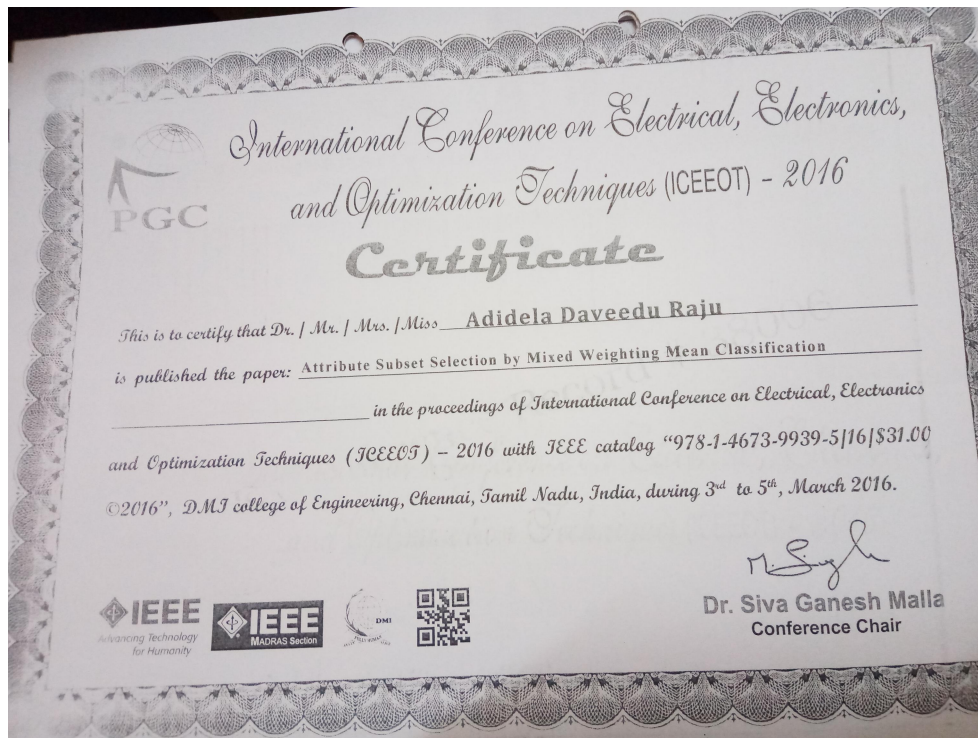 PGC
International Conference on Electrical, Electronics,
and Optimization Techniques (ICEEOT) - 2016
Certificate
This is to certify that Dr. / Mr. / Mrs. /Miss Adidela Daveedu Raju
is published the paper: Attribute Subset Selection by Mixed Weighting Mean Classification
in the proceedings of International Conference on Electrical, Electronics
and Optimization Techniques (ICEEOT) – 2016 with IEEE catalog “978-1-4673-9939-5/16/$31.00
©2016”, DMI college of Engineering, Chennai, Tamil Nadu, India, during 3rd to 5th, March 2016.
IEEE
Advancing Technology
for Humanity
IEEE
MADRAS Section
DMI
Dr. Siva Ganesh Malla
Conference Chair